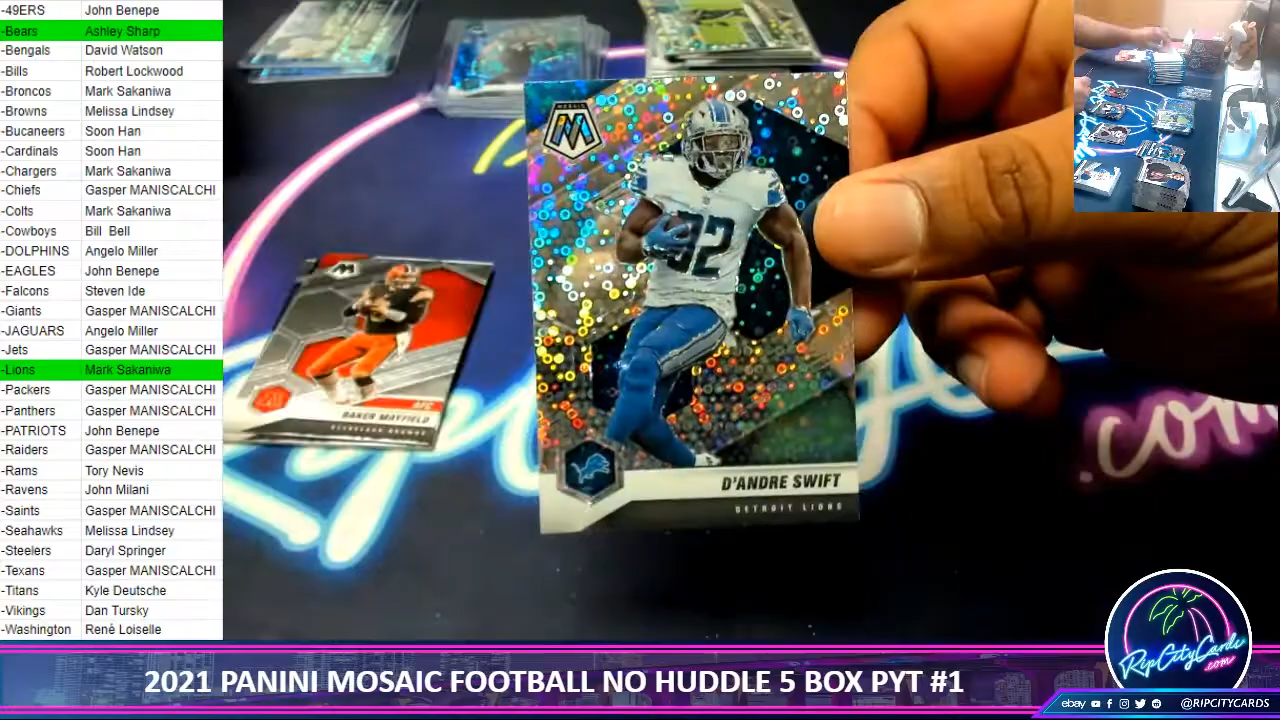 -49ERS John Benepe
-Bears Ashley Sharp
-Bengals David Watson
-Bills Robert Lockwood
-Broncos Mark Sakaniwa
-Browns Melissa Lindsey
-Bucaneers Soon Han
-Cardinals Soon Han
-Chargers Mark Sakaniwa
-Chiefs Gasper MANISCALCHI
-Colts Mark Sakaniwa
-Cowboys Bill Bell
-DOLPHINS Angelo Miller
-EAGLES John Benepe
-Falcons Steven Ide
-Giants Gasper MANISCALCHI
-JAGUARS Angelo Miller
-Jets Gasper MANISCALCHI
-Lions Mark Sakaniwa
-Packers Gasper MANISCALCHI
-Panthers Gasper MANISCALCHI
-PATRIOTS John Benepe
-Raiders Gasper MANISCALCHI
-Rams Tory Nevis
-Ravens John Milani
-Saints Gasper MANISCALCHI
-Seahawks Melissa Lindsey
-Steelers Daryl Springer
-Texans Gasper MANISCALCHI
-Titans Kyle Deutsche
-Vikings Dan Tursky
-Washington René Loiselle
MOSAIC
32
D'ANDRE SWIFT
DETROIT LIONS
AFC
BAKER MAYFIELD
CLEVELAND BROWNS
.com
RipCityCards
.com
2021 PANINI MOSAIC FOOTBALL NO HUDDLE 5 BOX PYT #1
ebay @RIPCITYCARDS